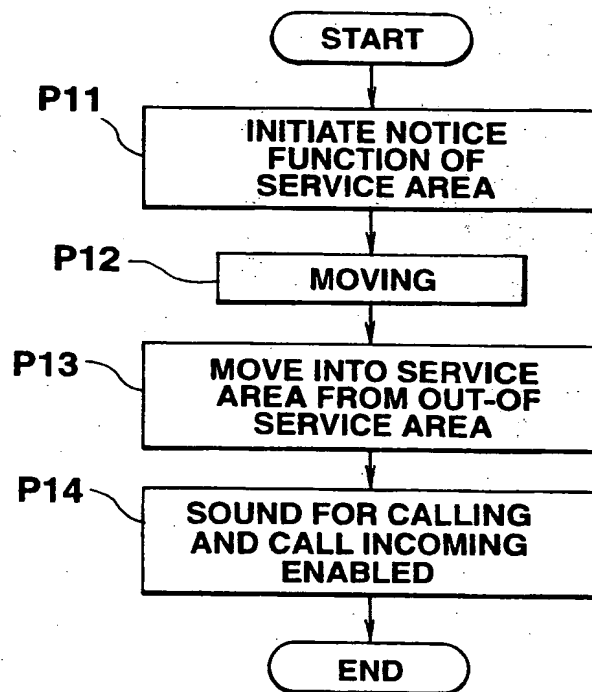 START
P11
INITIATE NOTICE
FUNCTION OF
SERVICE AREA
P12
MOVING
P13
MOVE INTO SERVICE
AREA FROM OUT-OF
SERVICE AREA
P14
SOUND FOR CALLING
AND CALL INCOMING
ENABLED
END